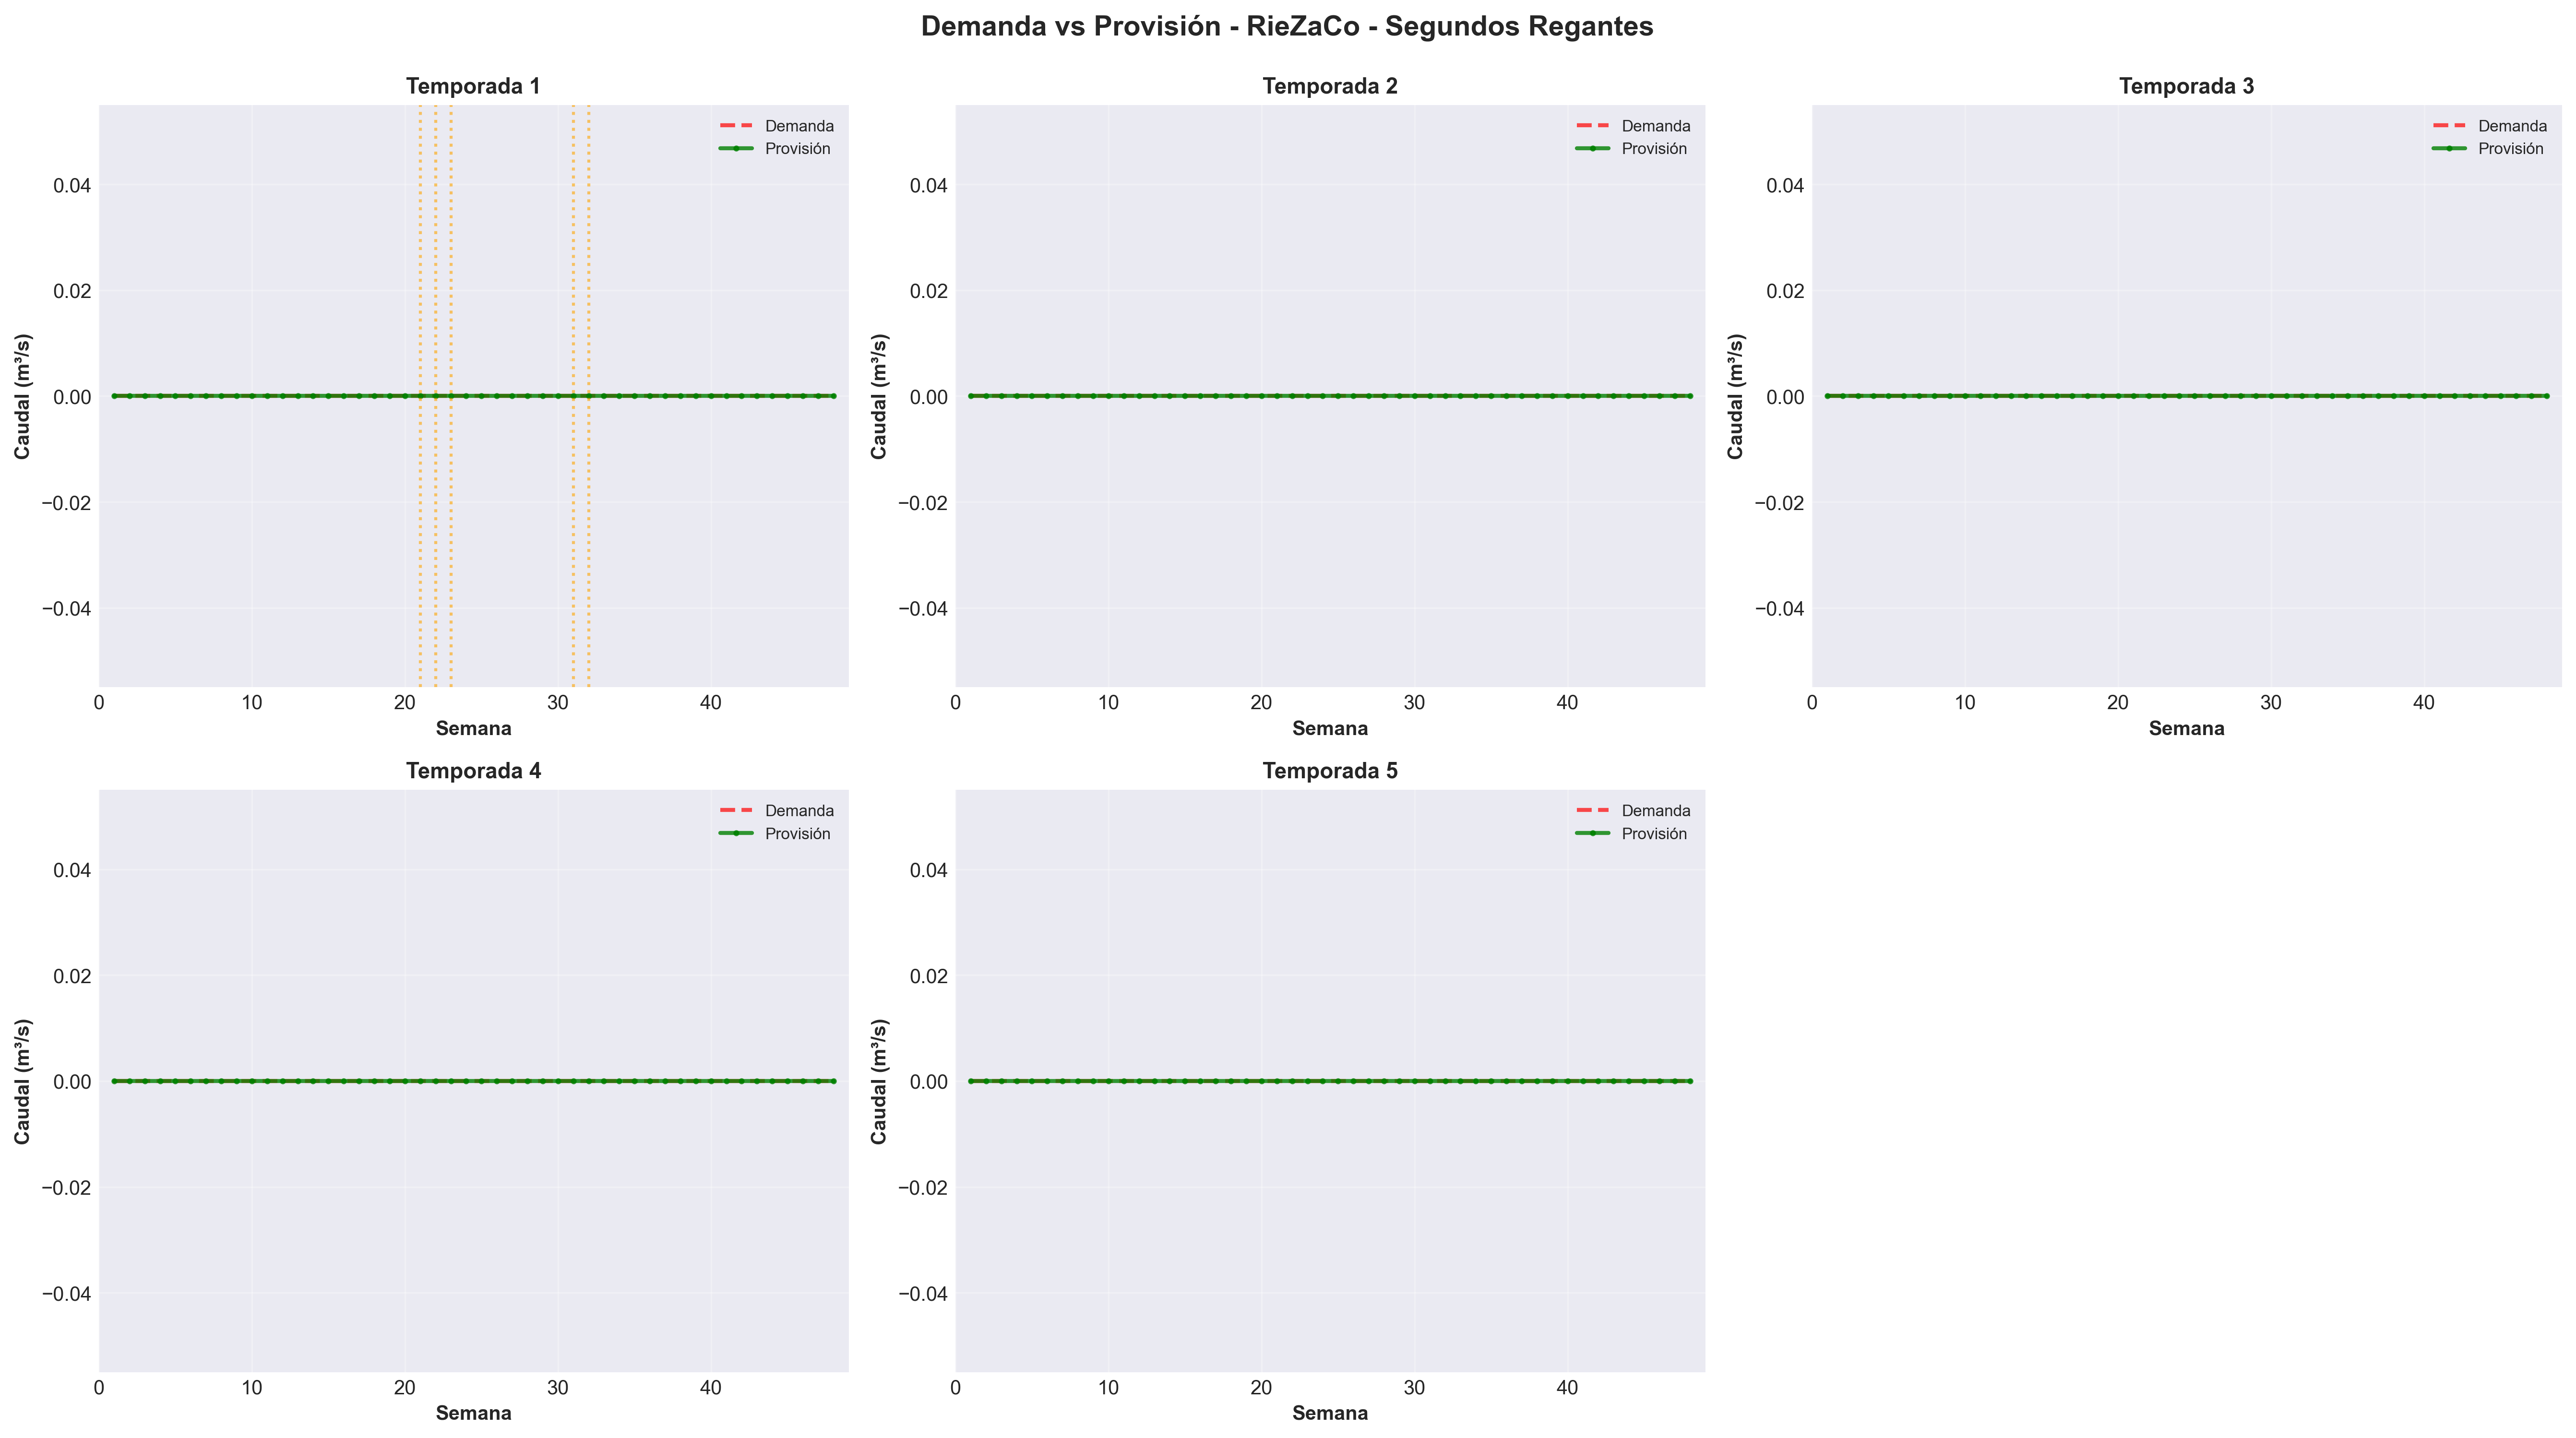 Demanda vs Provisión - RieZaCo - Segundos Regantes
Temporada 1
Demanda
Provisión
0.04
0.02
0.00
−0.02
−0.04
Caudal (m³/s)
0 10 20 30 40
Semana
Temporada 2
Demanda
Provisión
0.04
0.02
0.00
−0.02
−0.04
Caudal (m³/s)
0 10 20 30 40
Semana
Temporada 3
Demanda
Provisión
0.04
0.02
0.00
−0.02
−0.04
Caudal (m³/s)
0 10 20 30 40
Semana
Temporada 4
Demanda
Provisión
0.04
0.02
0.00
−0.02
−0.04
Caudal (m³/s)
0 10 20 30 40
Semana
Temporada 5
Demanda
Provisión
0.04
0.02
0.00
−0.02
−0.04
Caudal (m³/s)
0 10 20 30 40
Semana